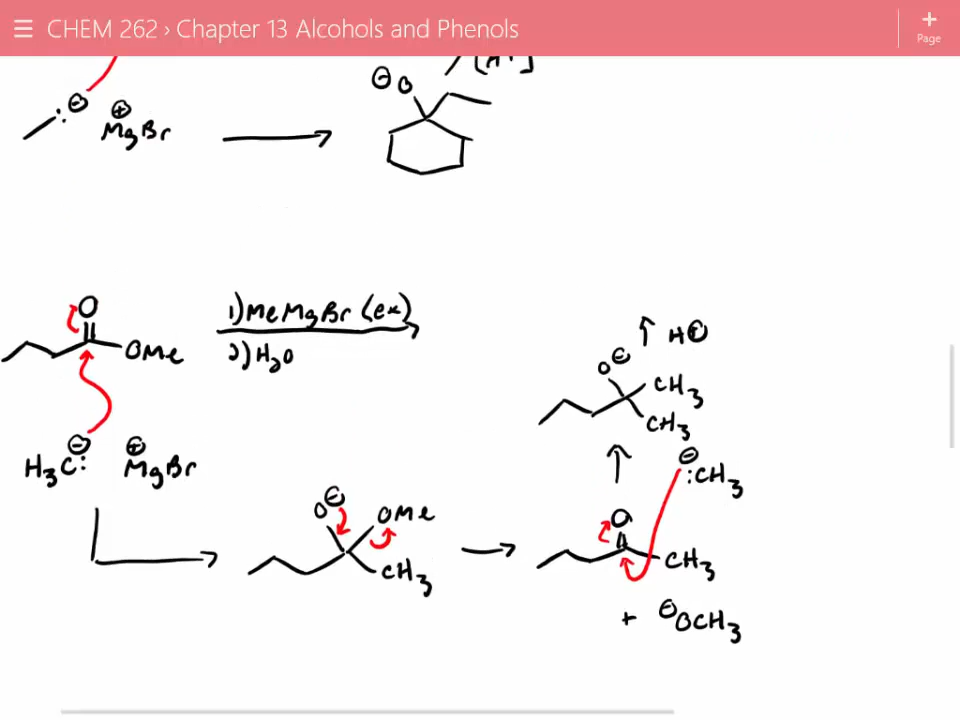 ☰ CHEM 262 › Chapter 13 Alcohols and Phenols
+
Page
[H+]
⊖ O
⊖ ⊕
: MgBr
O
OMe
1) MeMgBr (ex)
2) H2O
H⊕
O⊖
CH3
CH3
H3C:⊖ ⊕MgBr
⊖:CH3
O⊖ OMe
CH3
O
CH3
+ ⊖OCH3